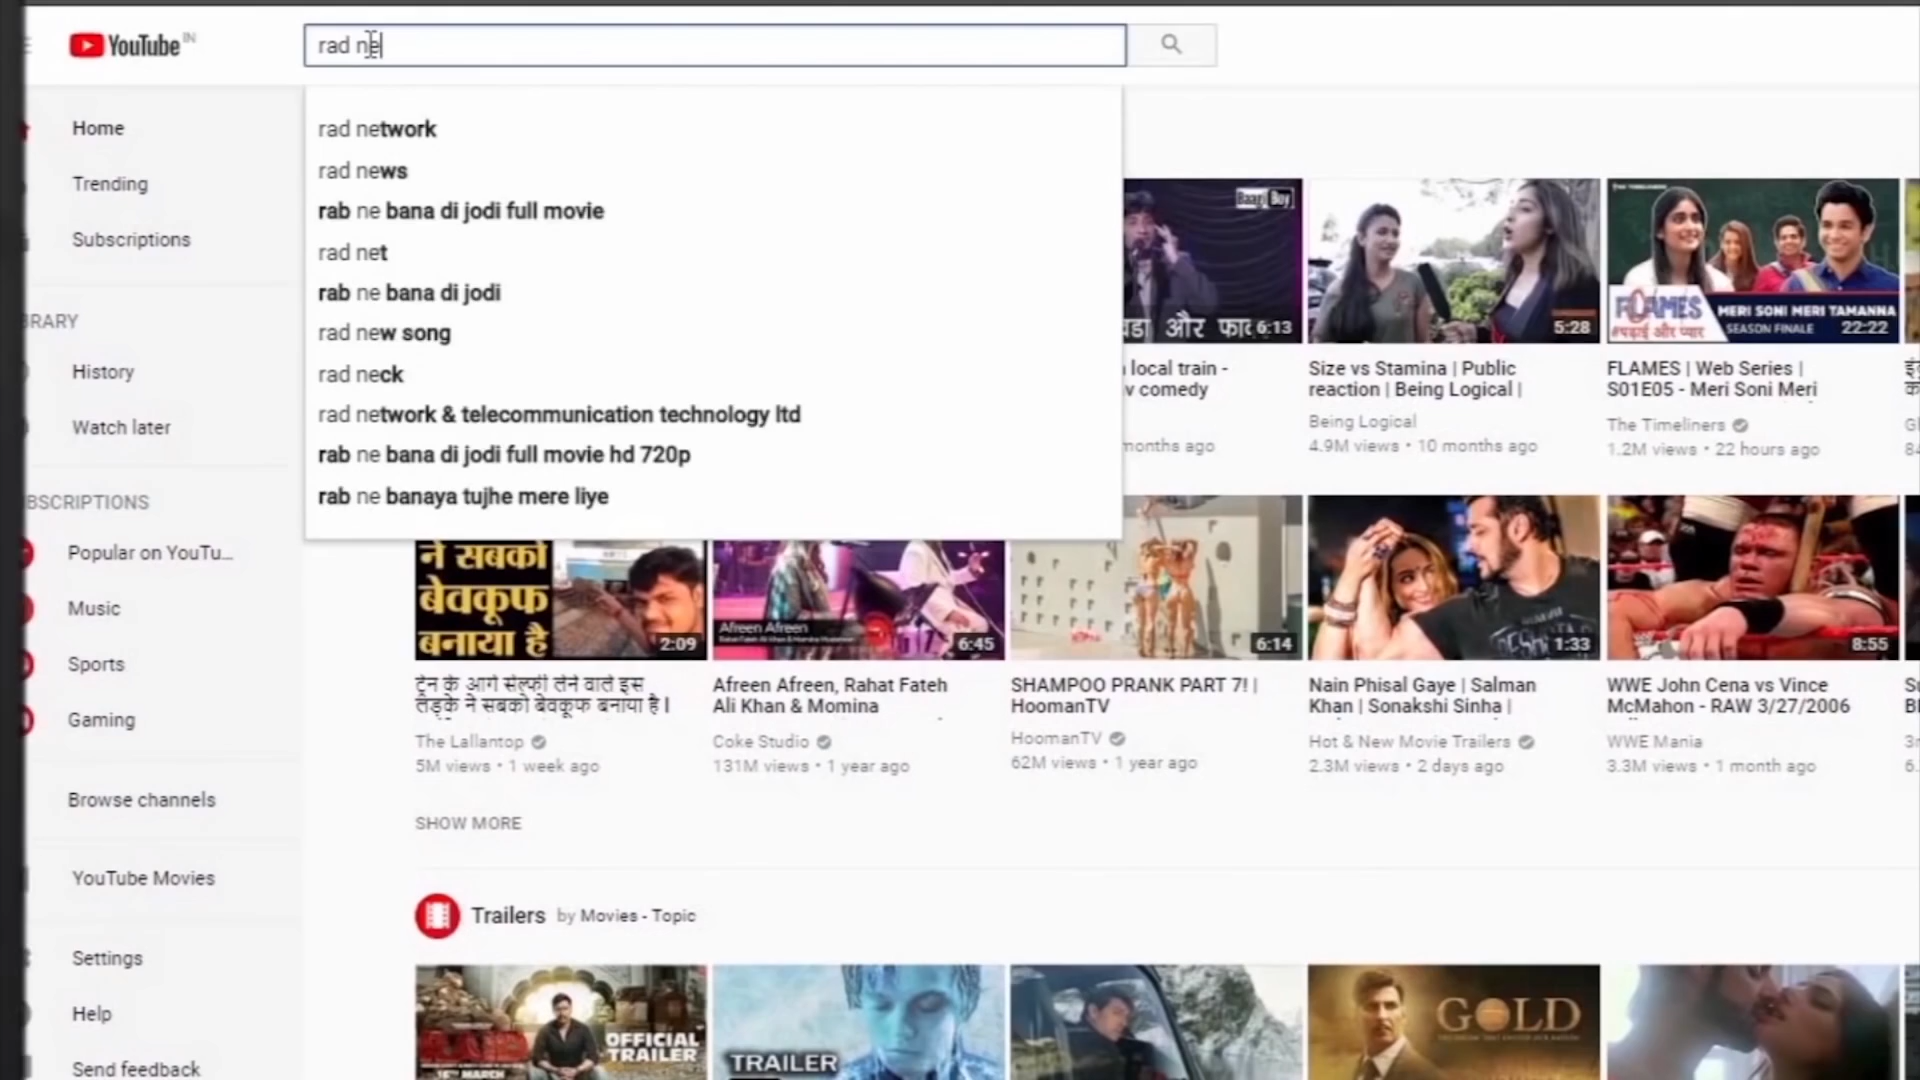 YouTube IN
rad ne
rad network
rad news
rab ne bana di jodi full movie
rad net
rab ne bana di jodi
rad new song
rad neck
rad network & telecommunication technology ltd
rab ne bana di jodi full movie hd 720p
rab ne banaya tujhe mere liye
Home
Trending
Subscriptions
BRARY
History
Watch later
BSCRIPTIONS
Popular on YouTu...
Music
Sports
Gaming
Browse channels
YouTube Movies
Settings
Help
Send feedback
Baap Boy
और 6:13
local train -
comedy
months ago
5:28
Size vs Stamina | Public
reaction | Being Logical |
Being Logical
4.9M views • 10 months ago
FLAMES
#पढ़ाई और प्यार
MERI SONI MERI TAMANNA
SEASON FINALE 22:22
FLAMES | Web Series |
S01E05 - Meri Soni Meri
The Timeliners
1.2M views • 22 hours ago
ने सबको
बेवकूफ
बनाया है 2:09
ट्रेन के आगे सेल्फी लेने वाले इस
लड़के ने सबको बेवकूफ बनाया है।
The Lallantop
5M views • 1 week ago
Afreen Afreen
6:45
Afreen Afreen, Rahat Fateh
Ali Khan & Momina
Coke Studio
131M views • 1 year ago
6:14
SHAMPOO PRANK PART 7! |
HoomanTV
HoomanTV
62M views • 1 year ago
1:33
Nain Phisal Gaye | Salman
Khan | Sonakshi Sinha |
Hot & New Movie Trailers
2.3M views • 2 days ago
8:55
WWE John Cena vs Vince
McMahon - RAW 3/27/2006
WWE Mania
3.3M views • 1 month ago
SHOW MORE
Trailers by Movies - Topic
RAID
OFFICIAL
TRAILER
16TH MARCH
TRAILER
GOLD